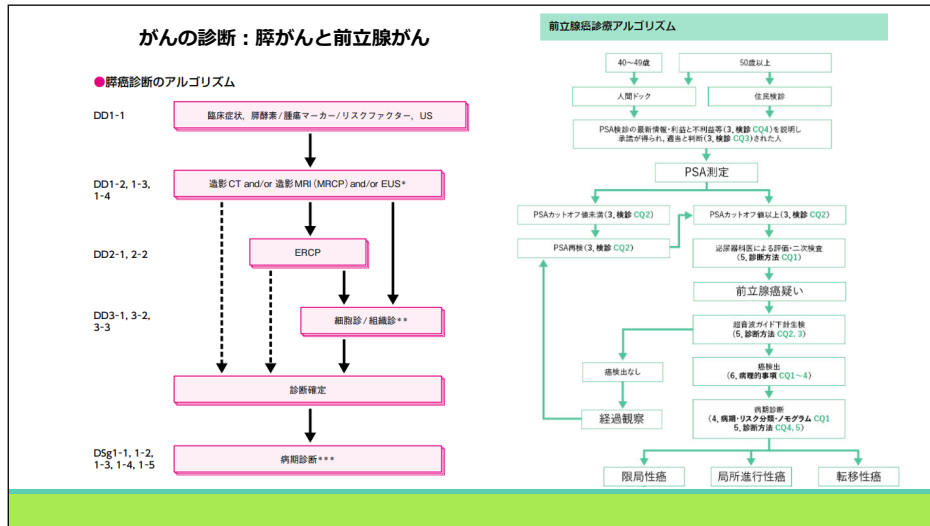 がんの診断：膵がんと前立腺がん
●膵癌診断のアルゴリズム
DD1-1
臨床症状，膵酵素/腫瘍マーカー/リスクファクター，US
DD1-2, 1-3,
1-4
造影CT and/or 造影MRI（MRCP）and/or EUS*
DD2-1, 2-2
ERCP
DD3-1, 3-2,
3-3
細胞診/組織診**
診断確定
DSg1-1, 1-2,
1-3, 1-4, 1-5
病期診断***
前立腺癌診療アルゴリズム
40〜49歳
50歳以上
人間ドック
住民検診
PSA検診の最新情報・利益と不利益等（3, 検診 CQ4）を説明し
承諾が得られ，適当と判断（3, 検診 CQ3）された人
PSA測定
PSAカットオフ値未満（3, 検診 CQ2）
PSAカットオフ値以上（3, 検診 CQ2）
PSA再検（3, 検診 CQ2）
泌尿器科医による評価・二次検査
（5, 診断方法 CQ1）
前立腺癌疑い
超音波ガイド下針生検
（5, 診断方法 CQ2, 3）
癌検出なし
癌検出
（6, 病理的事項 CQ1〜4）
経過観察
病期診断
（4, 病期・リスク分類・ノモグラム CQ1
5, 診断方法 CQ4, 5）
限局性癌
局所進行性癌
転移性癌